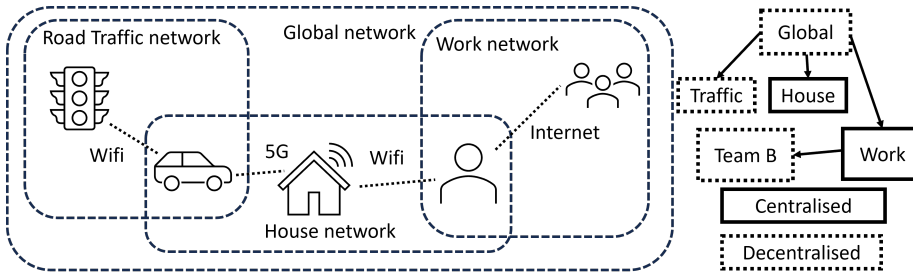 Road Traffic network
Global network
Work network
Wifi
5G
Wifi
Internet
House network
Global
Traffic
House
Team B
Work
Centralised
Decentralised